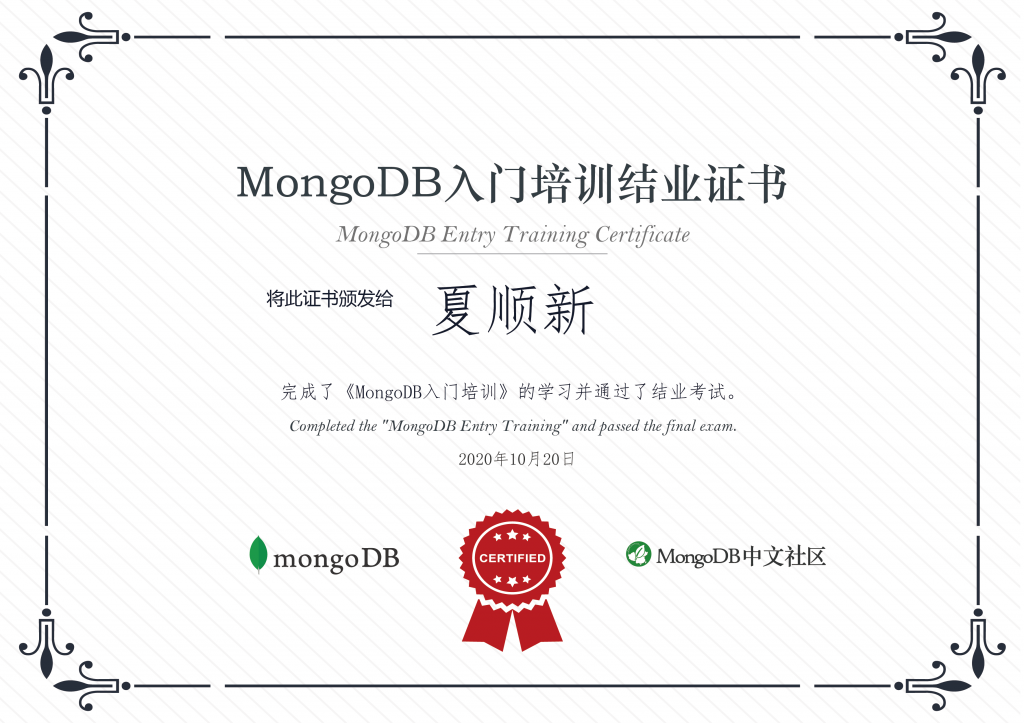 MongoDB入门培训结业证书
MongoDB Entry Training Certificate
将此证书颁发给 夏顺新
完成了《MongoDB入门培训》的学习并通过了结业考试。
Completed the "MongoDB Entry Training" and passed the final exam.
2020年10月20日
mongoDB
CERTIFIED
MongoDB中文社区